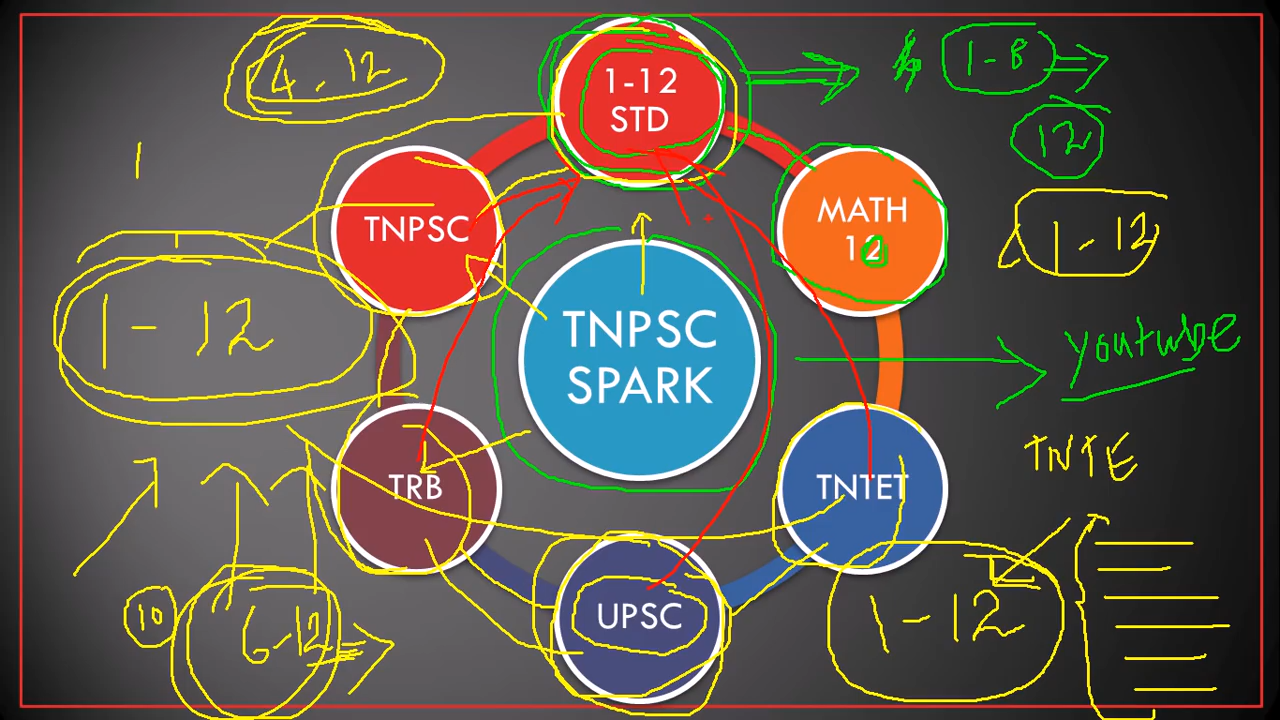 4, 12
1-12
STD
1-8
12
TNPSC
MATH
12
1-12
1 - 12
TNPSC
SPARK
youtube
TRB
TNTET
TNTE
UPSC
10
6-12
1-12